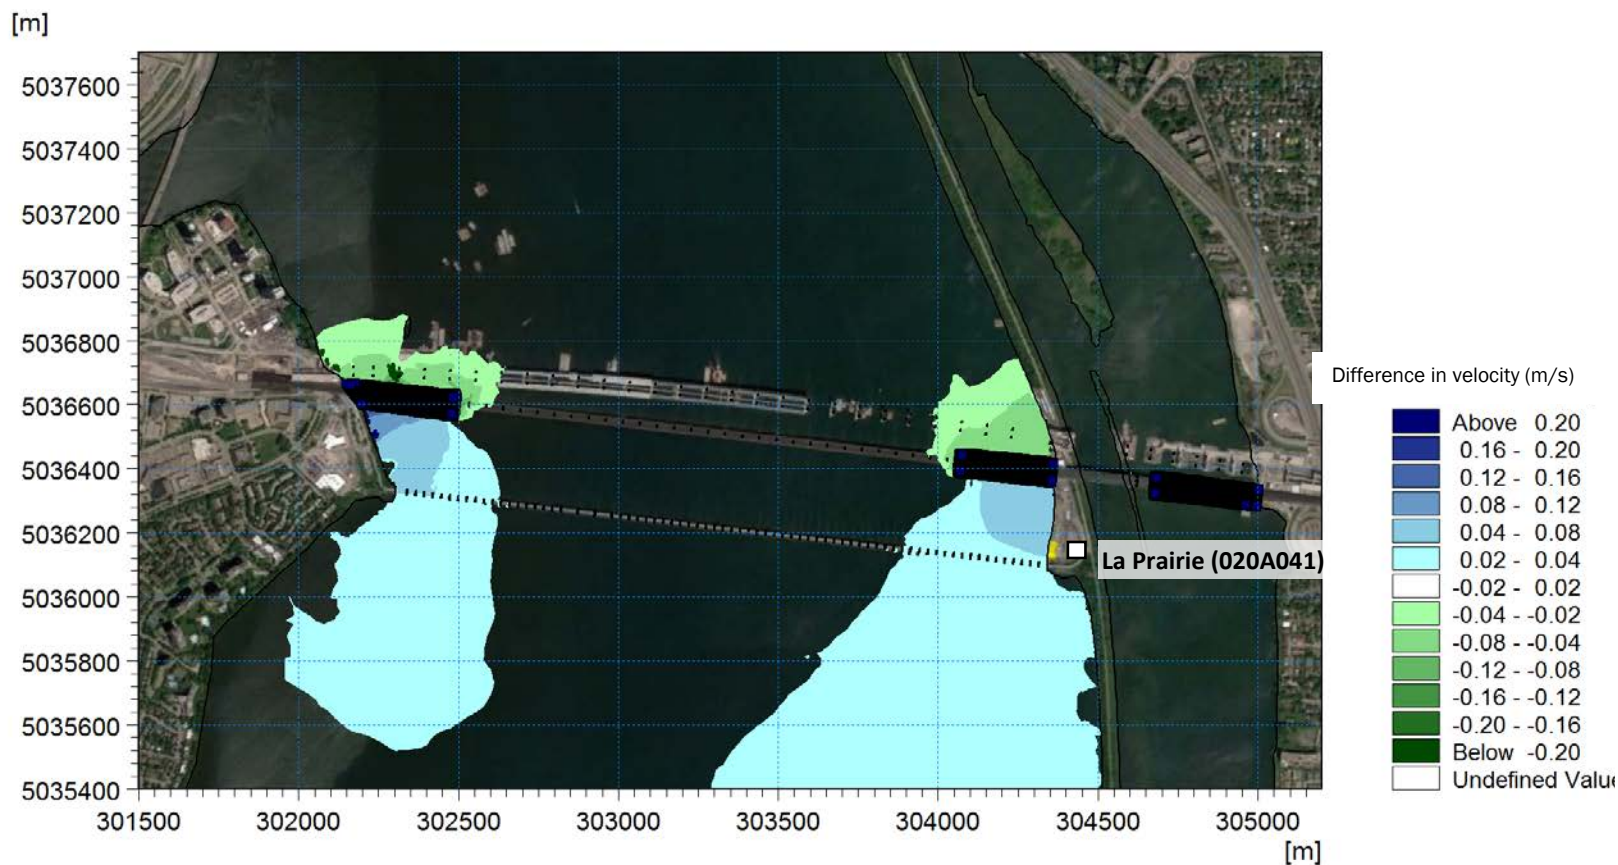 [m]
5037600
5037400
5037200
5037000
5036800
5036600
5036400
5036200
5036000
5035800
5035600
5035400
301500 302000 302500 303000 303500 304000 304500 305000
[m]
La Prairie (020A041)
Difference in velocity (m/s)
Above 0.20
0.16 - 0.20
0.12 - 0.16
0.08 - 0.12
0.04 - 0.08
0.02 - 0.04
-0.02 - 0.02
-0.04 - -0.02
-0.08 - -0.04
-0.12 - -0.08
-0.16 - -0.12
-0.20 - -0.16
Below -0.20
Undefined Value